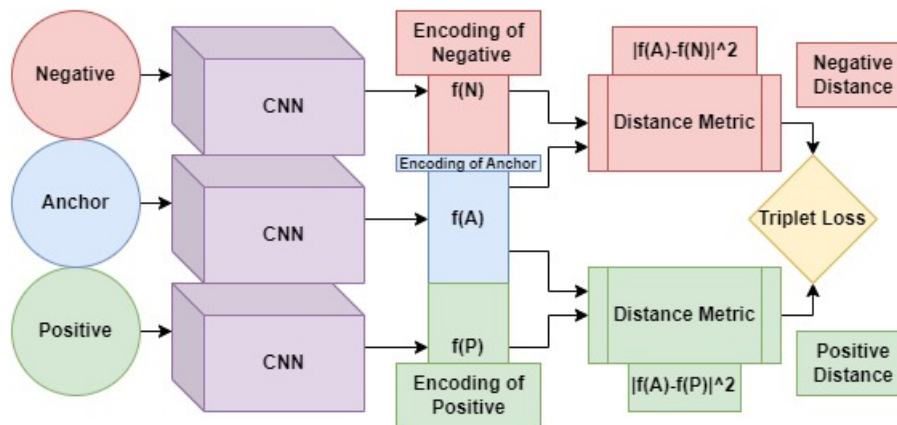 Negative
CNN
Encoding of
Negative
f(N)
|f(A)-f(N)|^2
Distance Metric
Negative
Distance
Anchor
CNN
Encoding of Anchor
f(A)
Triplet Loss
Positive
CNN
f(P)
Encoding of
Positive
Distance Metric
|f(A)-f(P)|^2
Positive
Distance